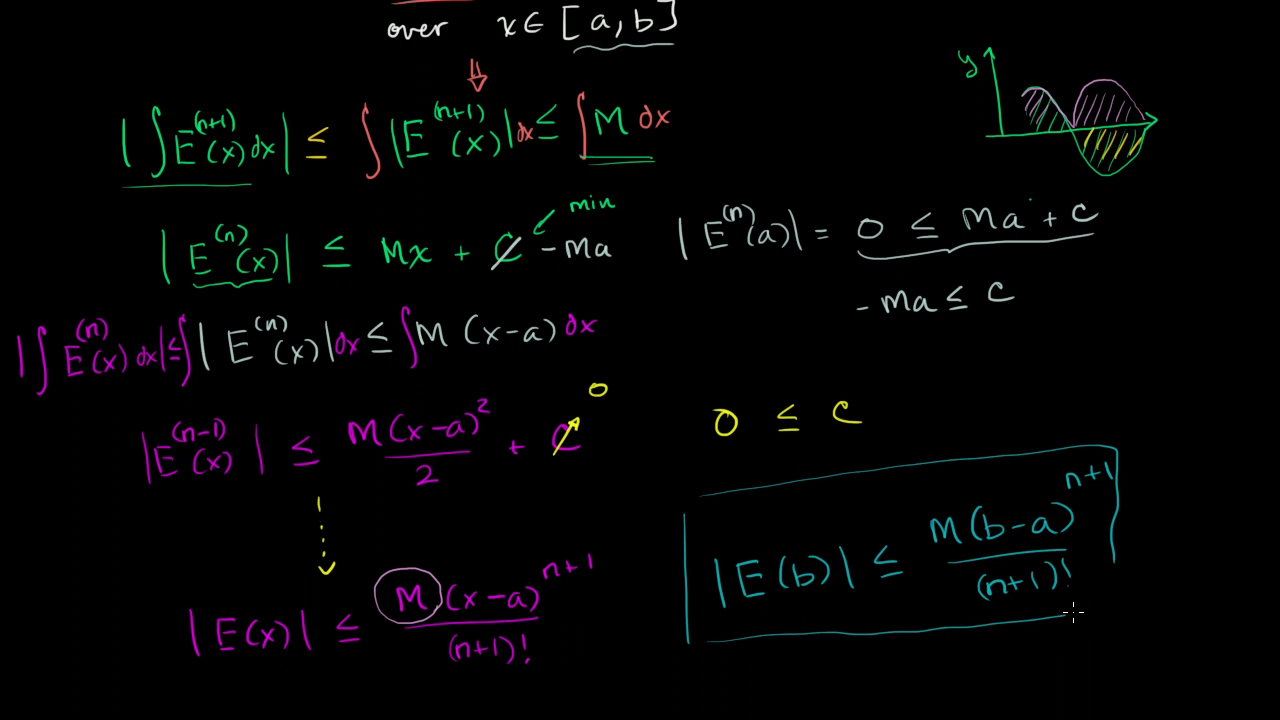 over x ∈ [a, b]
y
|∫ E^(n+1)(x) dx| ≤ ∫ |E^(n+1)(x)| dx ≤ ∫ M dx
min
|E^(n)(x)| ≤ Mx + C - Ma
|E^(n)(a)| = 0 ≤ Ma + C
- Ma ≤ C
|∫ E^(n)(x) dx| ≤ ∫ |E^(n)(x)| dx ≤ ∫ M (x-a) dx
|E^(n-1)(x)| ≤ M(x-a)^2 / 2 + C 0
0 ≤ C
|E(b)| ≤ M(b-a)^n+1 / (n+1)!
|E(x)| ≤ M(x-a)^n+1 / (n+1)!